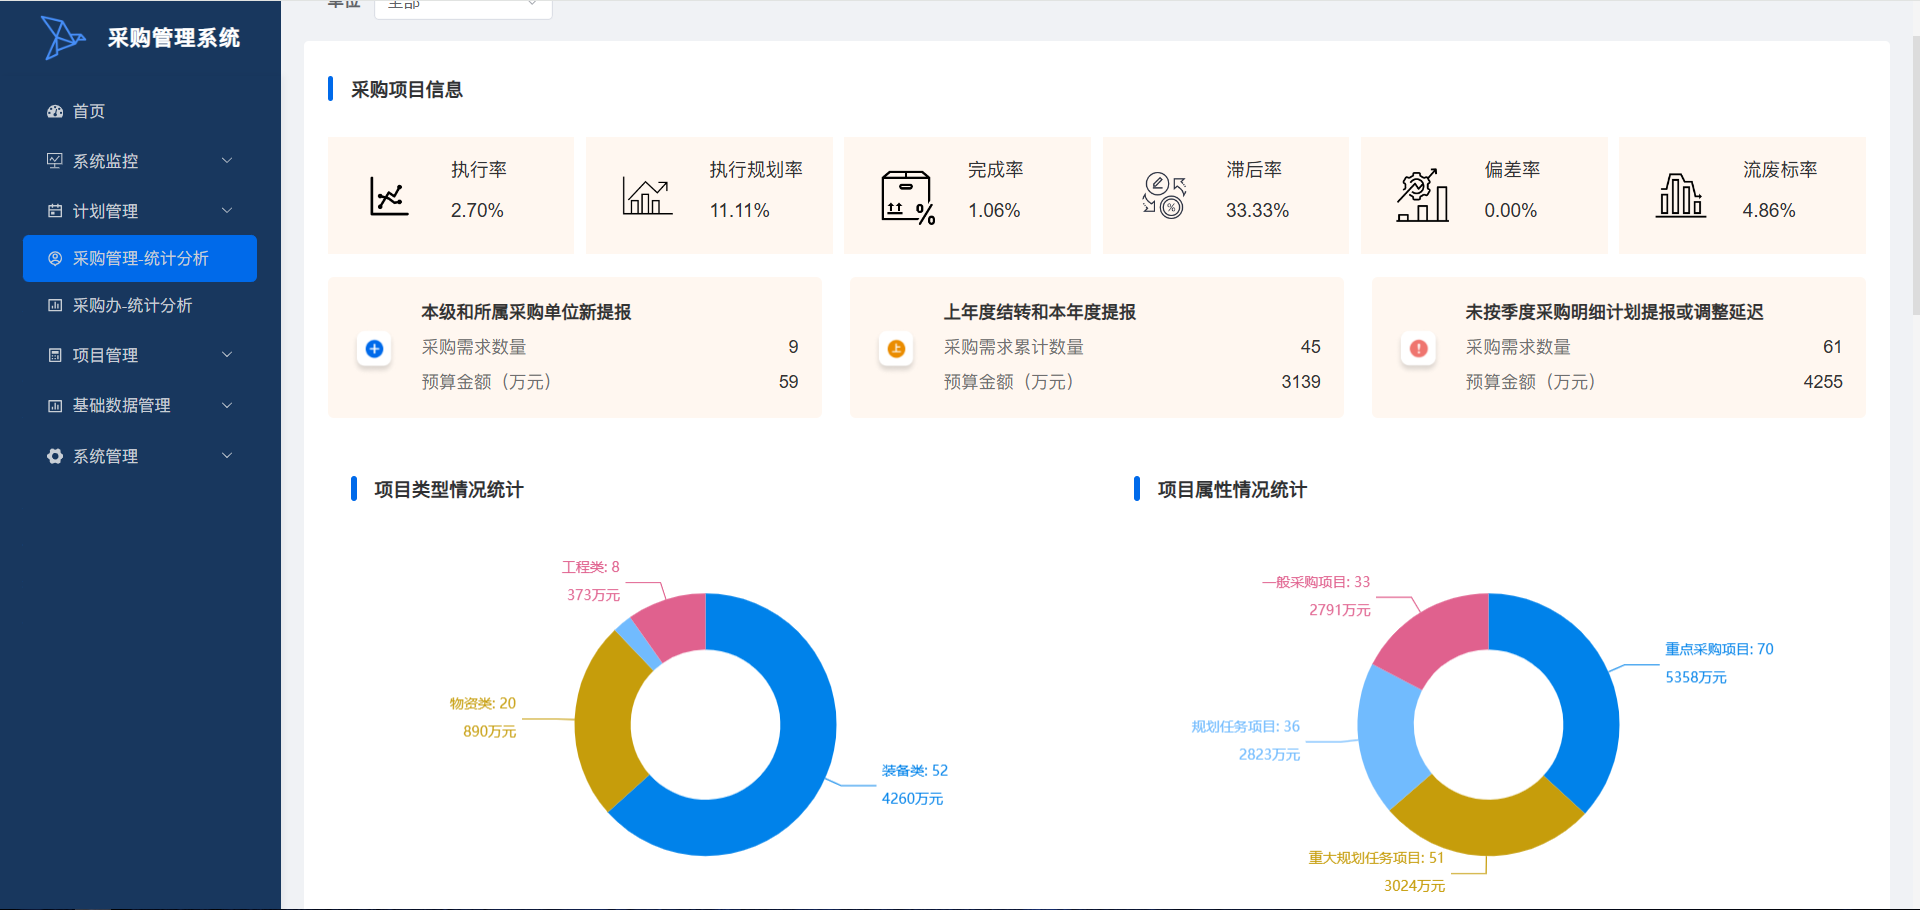 单位
全部
采购管理系统
首页
系统监控
计划管理
采购管理-统计分析
采购办-统计分析
项目管理
基础数据管理
系统管理
采购项目信息
执行率
2.70%
执行规划率
11.11%
完成率
1.06%
滞后率
33.33%
偏差率
0.00%
流废标率
4.86%
本级和所属采购单位新提报
采购需求数量 9
预算金额（万元） 59
上
上年度结转和本年度提报
采购需求累计数量 45
预算金额（万元） 3139
未按季度采购明细计划提报或调整延迟
采购需求数量 61
预算金额（万元） 4255
项目类型情况统计
工程类: 8
373万元
物资类: 20
890万元
装备类: 52
4260万元
项目属性情况统计
一般采购项目: 33
2791万元
重点采购项目: 70
5358万元
规划任务项目: 36
2823万元
重大规划任务项目: 51
3024万元